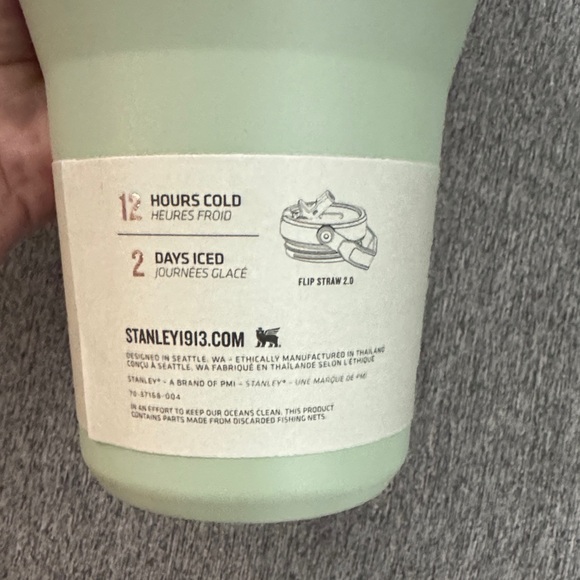 12 HOURS COLD
HEURES FROID
2 DAYS ICED
JOURNÉES GLACÉ
FLIP STRAW 2.0
STANLEY1913.COM
DESIGNED IN SEATTLE, WA - ETHICALLY MANUFACTURED IN THAILAND
CONÇU À SEATTLE, WA FABRIQUÉ EN THAÏLANDE SELON L'ÉTHIQUE
STANLEY® - A BRAND OF PMI - STANLEY® - UNE MARQUE DE PMI
70-37168-004
IN AN EFFORT TO KEEP OUR OCEANS CLEAN, THIS PRODUCT
CONTAINS PARTS MADE FROM DISCARDED FISHING NETS.